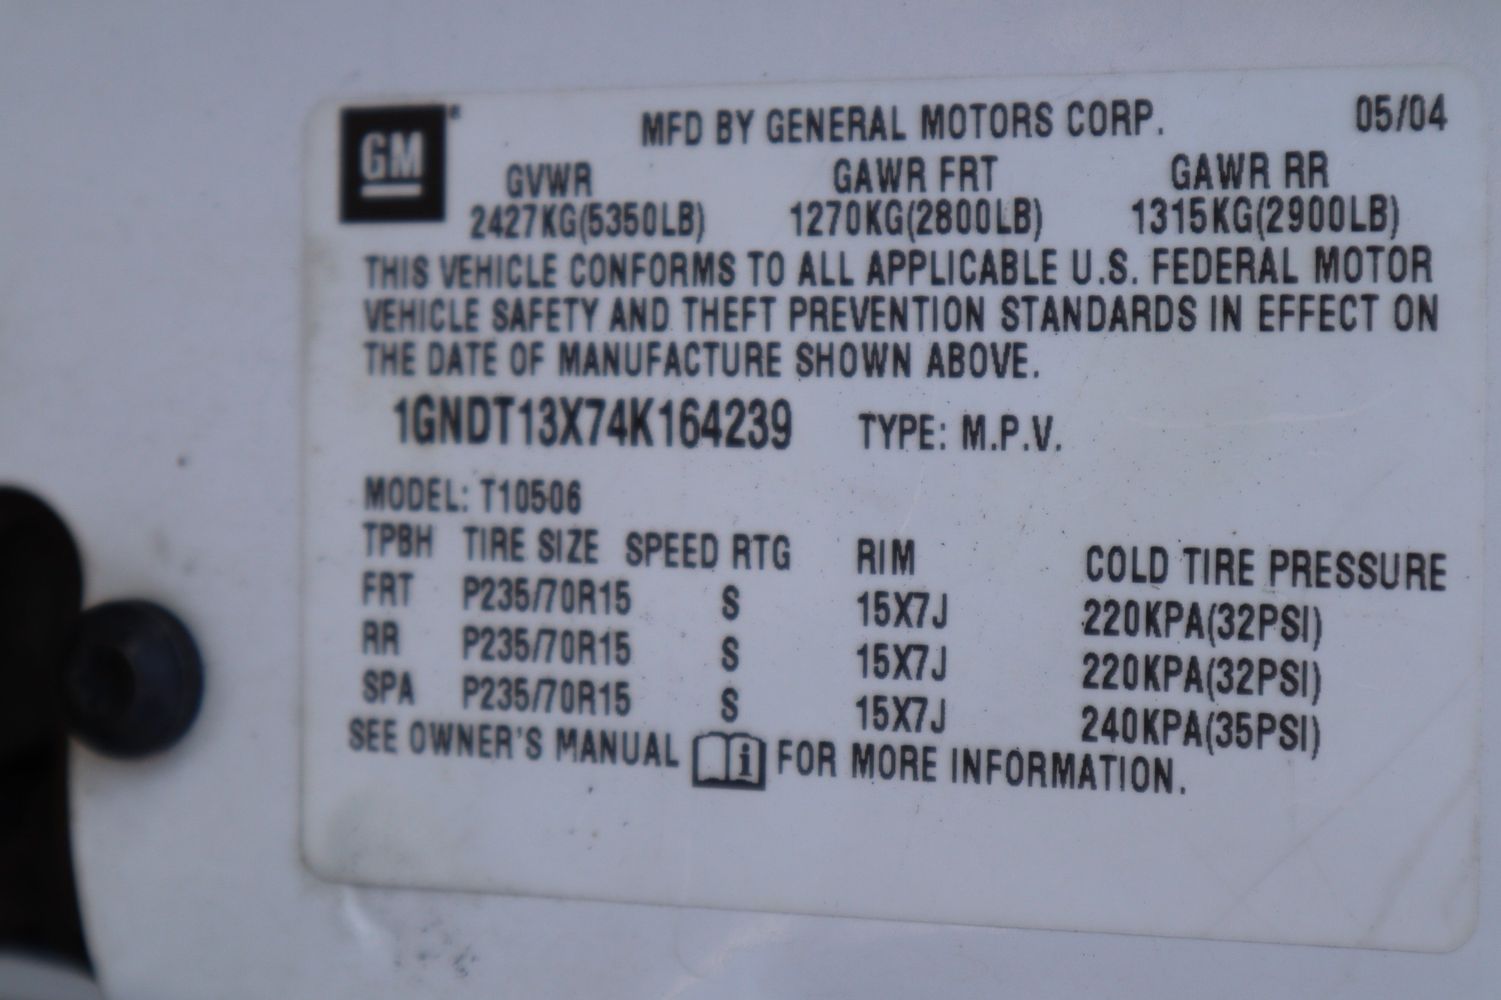 GM
MFD BY GENERAL MOTORS CORP. 05/04
GVWR GAWR FRT GAWR RR
2427KG(5350LB) 1270KG(2800LB) 1315KG(2900LB)
THIS VEHICLE CONFORMS TO ALL APPLICABLE U.S. FEDERAL MOTOR
VEHICLE SAFETY AND THEFT PREVENTION STANDARDS IN EFFECT ON
THE DATE OF MANUFACTURE SHOWN ABOVE.
1GNDT13X74K164239 TYPE: M.P.V.
MODEL: T10506
TPBH TIRE SIZE SPEED RTG RIM COLD TIRE PRESSURE
FRT P235/70R15 S 15X7J 220KPA(32PSI)
RR P235/70R15 S 15X7J 220KPA(32PSI)
SPA P235/70R15 S 15X7J 240KPA(35PSI)
SEE OWNER'S MANUAL i FOR MORE INFORMATION.